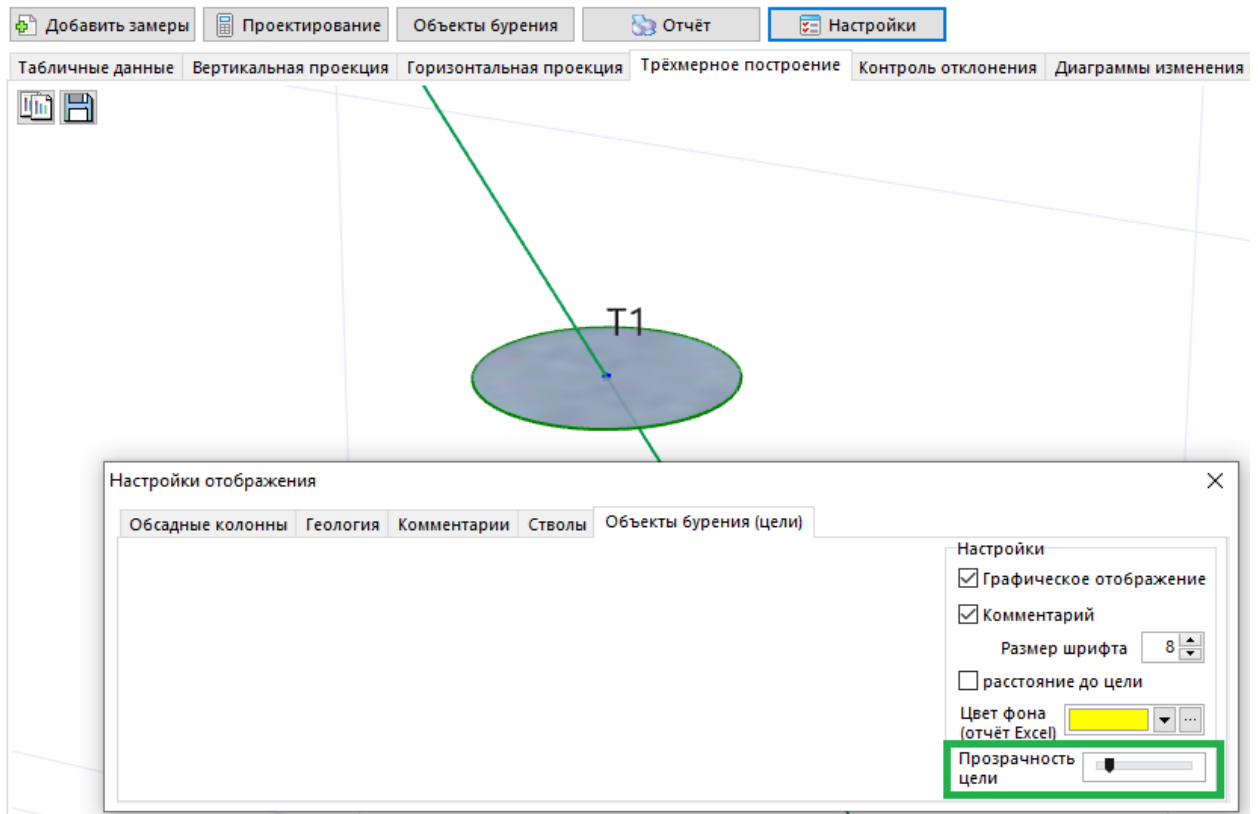 Добавить замеры Проектирование Объекты бурения Отчёт Настройки
Табличные данные Вертикальная проекция Горизонтальная проекция Трёхмерное построение Контроль отклонения Диаграммы изменения
T1
Настройки отображения
Обсадные колонны Геология Комментарии Стволы Объекты бурения (цели)
Настройки
Графическое отображение
Комментарий
Размер шрифта 8
расстояние до цели
Цвет фона
(отчёт Excel)
Прозрачность
цели